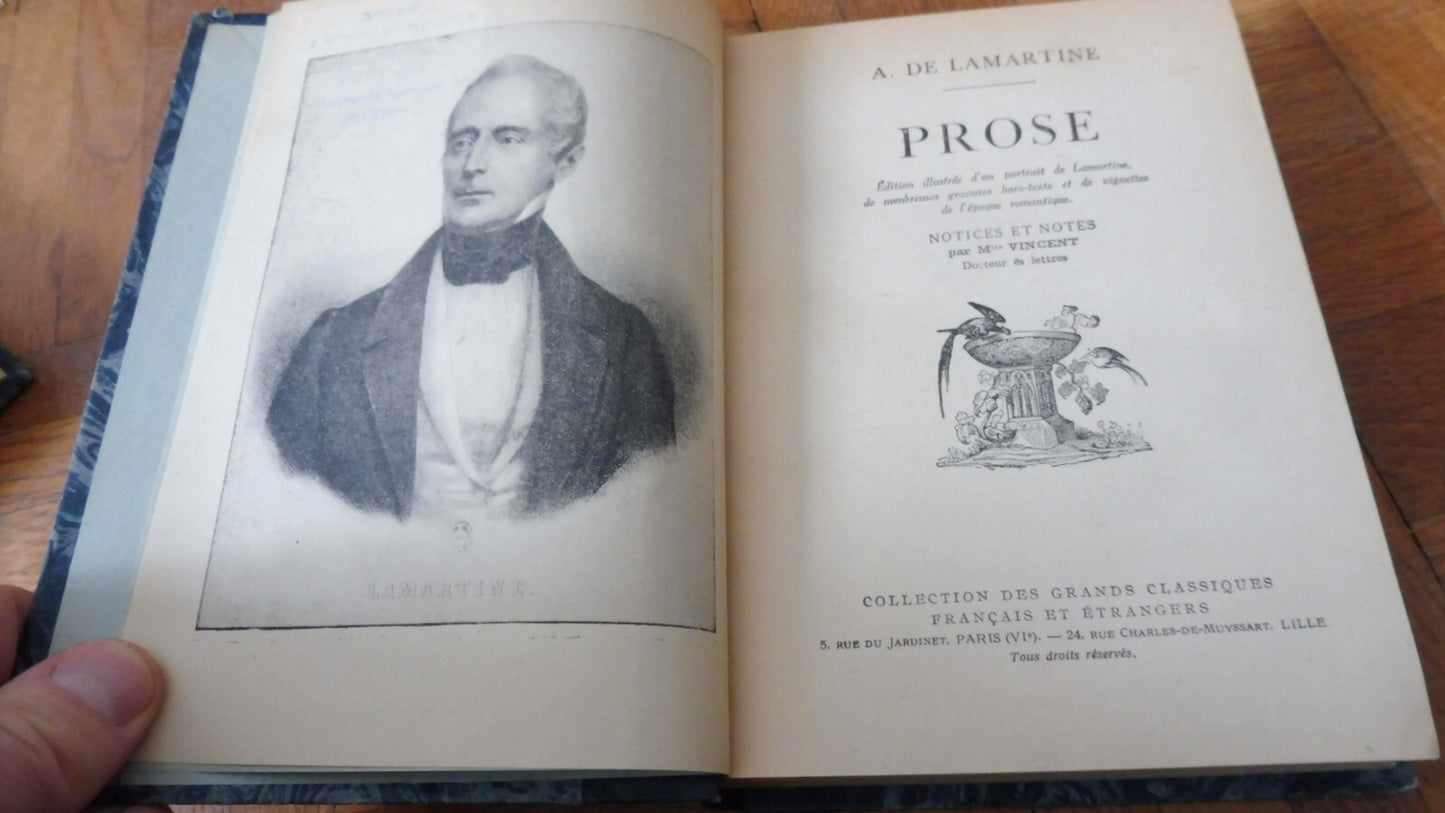 LAMARTINE.
A. DE LAMARTINE
PROSE
Édition illustrée d'un portrait de Lamartine,
de nombreuses gravures hors-texte et de vignettes
de l'époque romantique.
NOTICES ET NOTES
par Mlle VINCENT
Docteur ès lettres
COLLECTION DES GRANDS CLASSIQUES
FRANÇAIS ET ÉTRANGERS
5, RUE DU JARDINET, PARIS (VIe). — 24, RUE CHARLES-DE-MUYSSART, LILLE
Tous droits réservés.